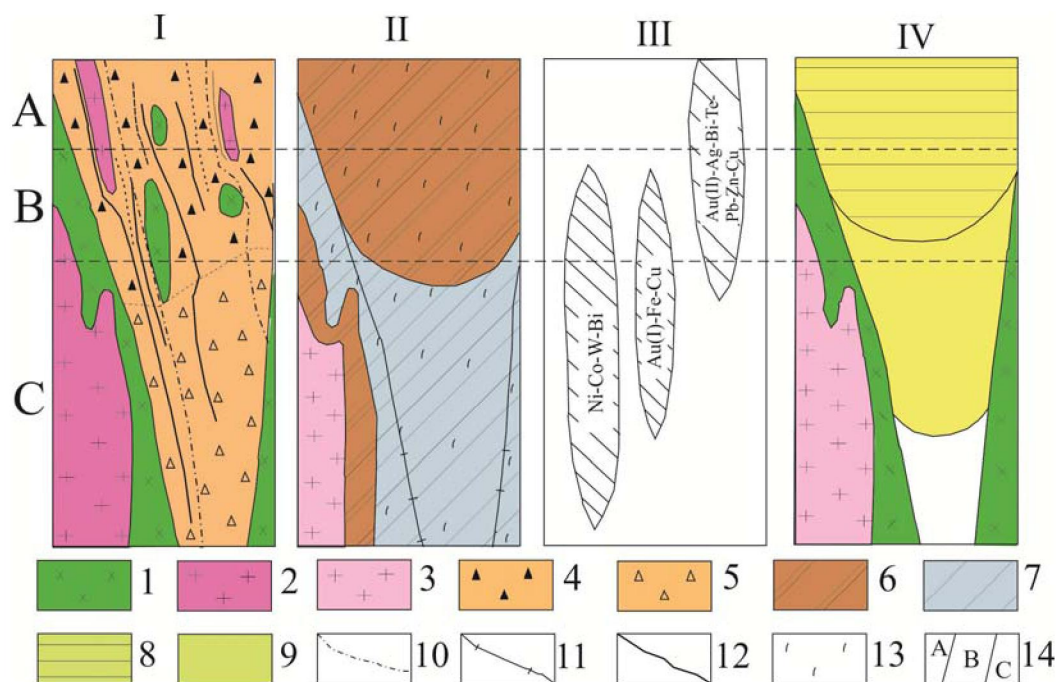 I II III IV
A
B
C
Ni-Co-W-Bi
Au(I)-Fe-Cu
Au(II)-Ag-Bi-Te-
Pb-Zn-Cu
1 2 3 4 5 6 7
8 9 10 11 12 13 A B C 14